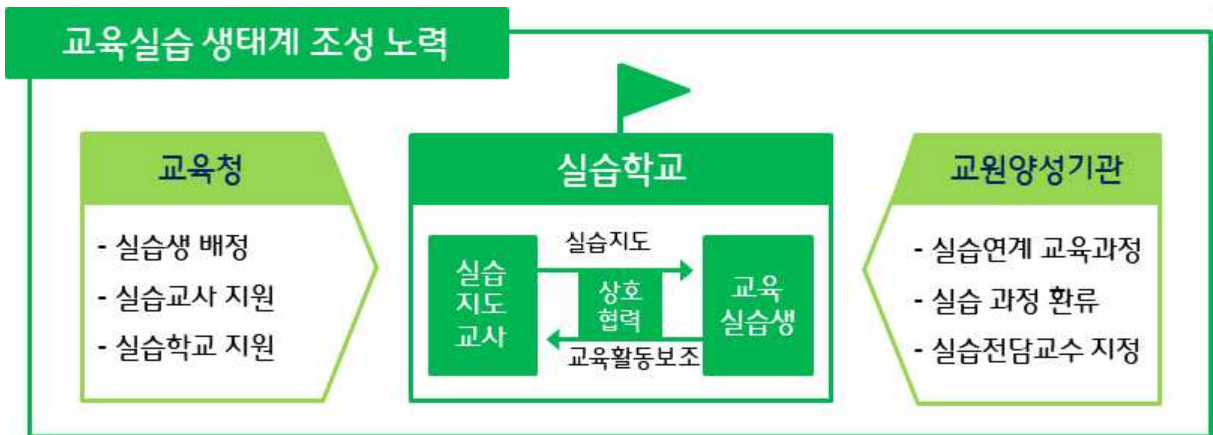 교육실습 생태계 조성 노력
교육청
- 실습생 배정
- 실습교사 지원
- 실습학교 지원
실습학교
실습
지도
교사
실습지도
상호
협력
교육활동보조
교육
실습생
교원양성기관
- 실습연계 교육과정
- 실습 과정 환류
- 실습전담교수 지정